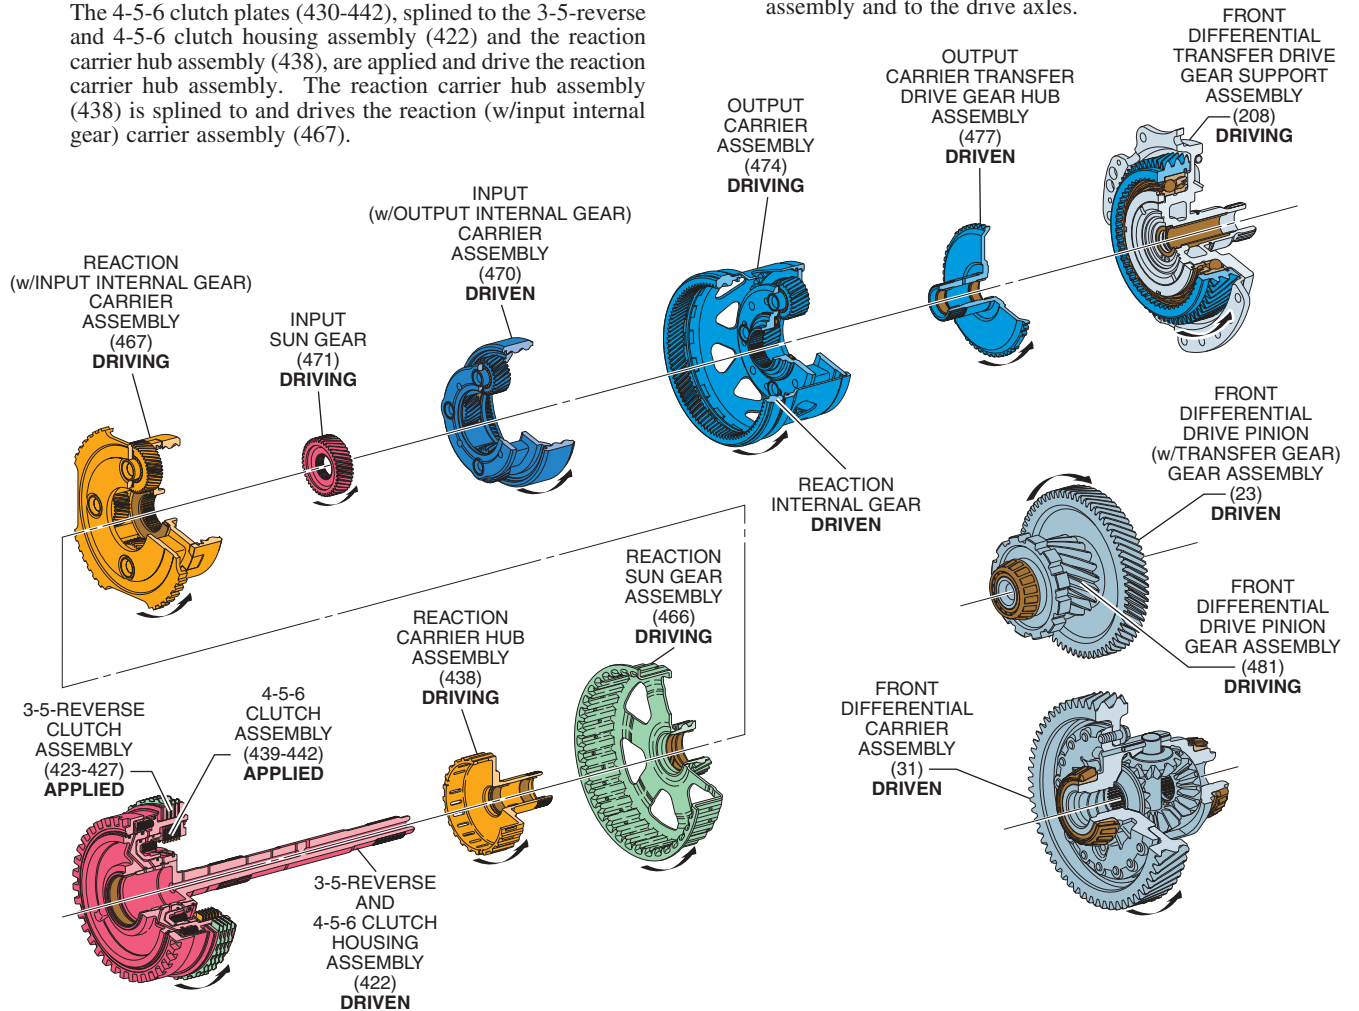 The 4-5-6 clutch plates (430-442), splined to the 3-5-reverse
and 4-5-6 clutch housing assembly (422) and the reaction
carrier hub assembly (438), are applied and drive the reaction
carrier hub assembly. The reaction carrier hub assembly
(438) is splined to and drives the reaction (w/input internal
gear) carrier assembly (467).
assembly and to the drive axles.
FRONT
DIFFERENTIAL
TRANSFER DRIVE
GEAR SUPPORT
ASSEMBLY
(208)
DRIVING
OUTPUT
CARRIER TRANSFER
DRIVE GEAR HUB
ASSEMBLY
(477)
DRIVEN
OUTPUT
CARRIER
ASSEMBLY
(474)
DRIVING
INPUT
(w/OUTPUT INTERNAL GEAR)
CARRIER
ASSEMBLY
(470)
DRIVEN
REACTION
(w/INPUT INTERNAL GEAR)
CARRIER
ASSEMBLY
(467)
DRIVING
INPUT
SUN GEAR
(471)
DRIVING
REACTION
INTERNAL GEAR
DRIVEN
FRONT
DIFFERENTIAL
DRIVE PINION
(w/TRANSFER GEAR)
GEAR ASSEMBLY
(23)
DRIVEN
FRONT
DIFFERENTIAL
DRIVE PINION
GEAR ASSEMBLY
(481)
DRIVING
REACTION
SUN GEAR
ASSEMBLY
(466)
DRIVING
REACTION
CARRIER HUB
ASSEMBLY
(438)
DRIVING
3-5-REVERSE
CLUTCH
ASSEMBLY
(423-427)
APPLIED
4-5-6
CLUTCH
ASSEMBLY
(439-442)
APPLIED
3-5-REVERSE
AND
4-5-6 CLUTCH
HOUSING
ASSEMBLY
(422)
DRIVEN
FRONT
DIFFERENTIAL
CARRIER
ASSEMBLY
(31)
DRIVEN